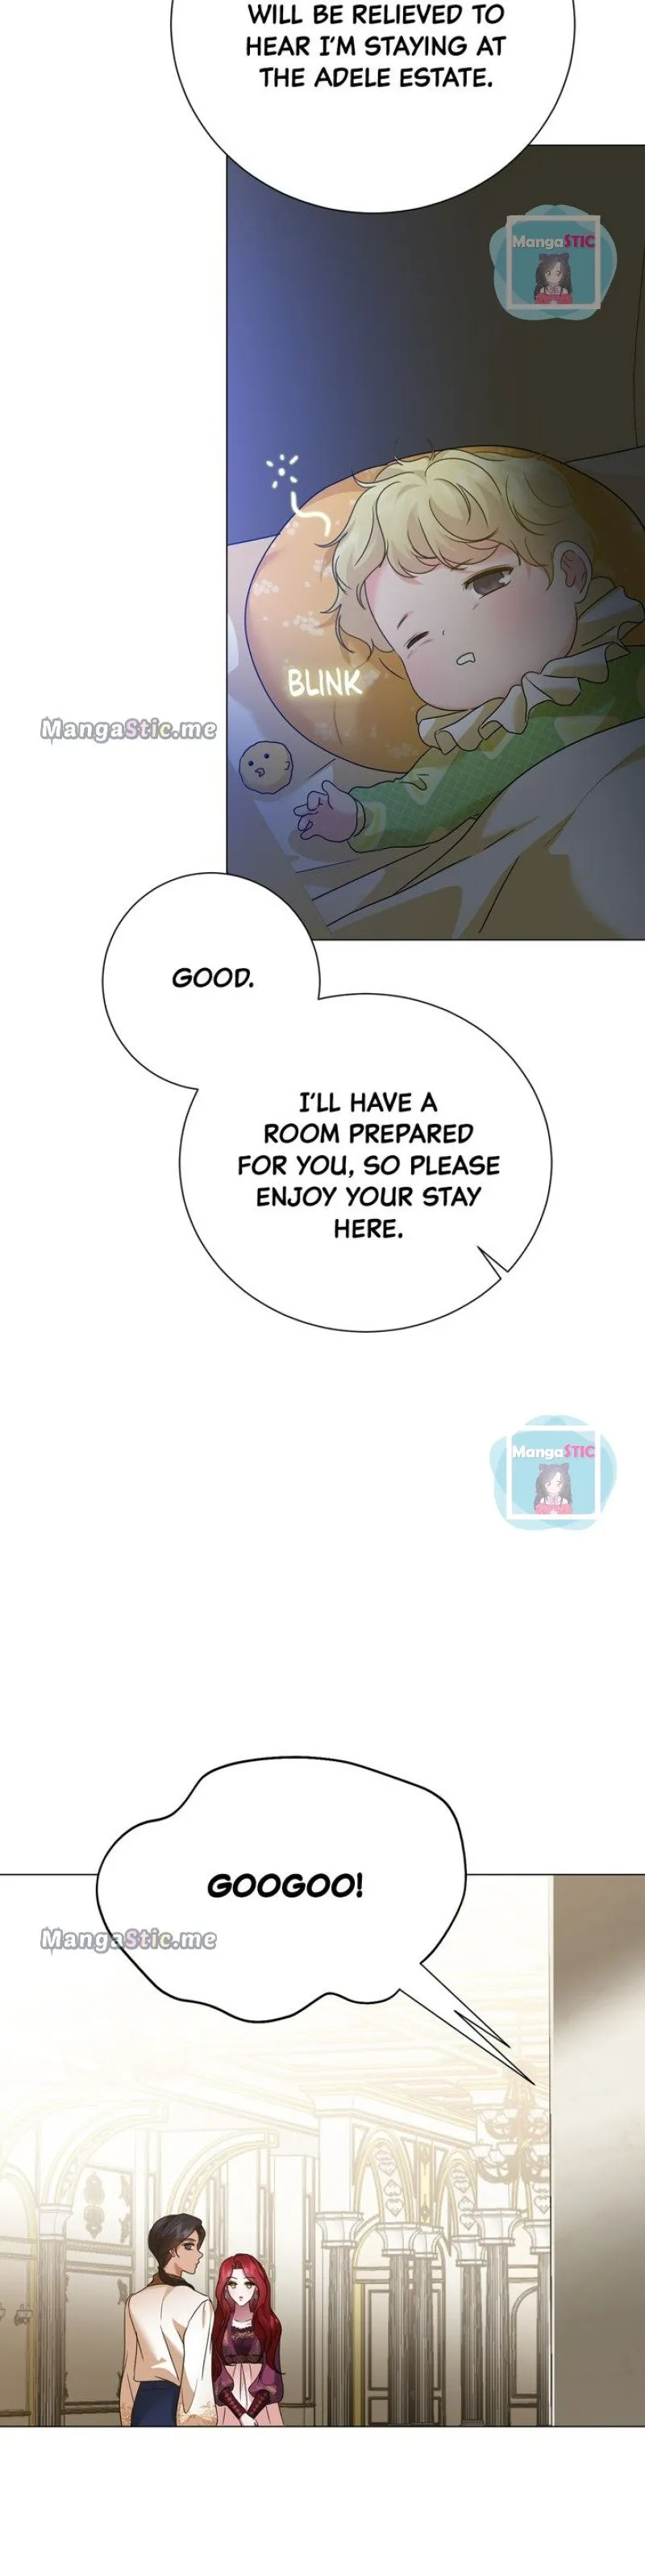 WILL BE RELIEVED TO
HEAR I'M STAYING AT
THE ADELE ESTATE.
MangaSTIC
BLINK
MangaStic.me
GOOD.
I'LL HAVE A
ROOM PREPARED
FOR YOU, SO PLEASE
ENJOY YOUR STAY
HERE.
MangaSTIC
GOOGOO!
MangaStic.me